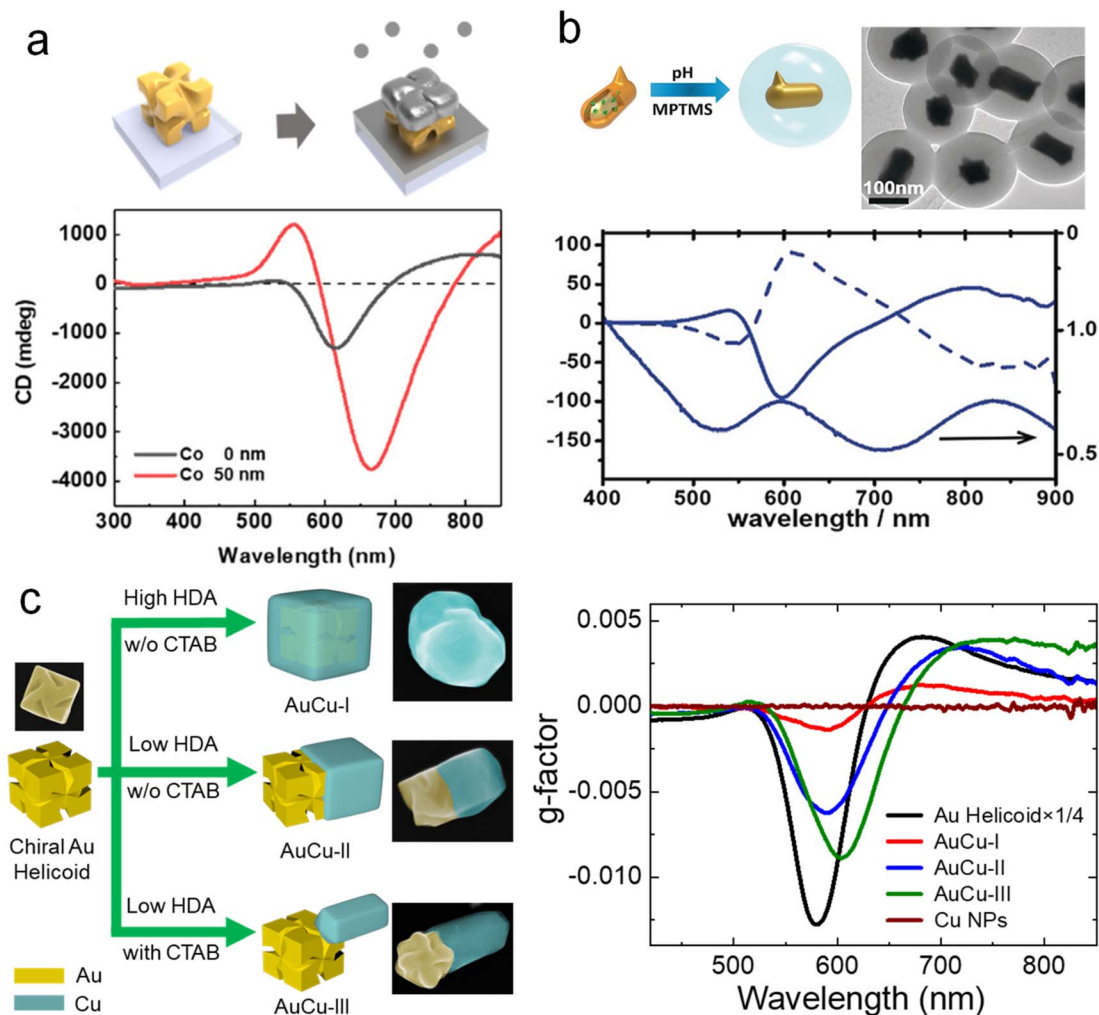 a
1000
0
-1000
-2000
-3000
-4000
CD (mdeg)
Co 0 nm
Co 50 nm
300 400 500 600 700 800
Wavelength (nm)
b
pH
MPTMS
100nm
100
75
50
25
0
-25
-50
-75
-100
-150
0
1.0
0.5
400 500 600 700 800 900
wavelength / nm
c
High HDA
w/o CTAB
AuCu-I
Low HDA
w/o CTAB
AuCu-II
Chiral Au
Helicoid
Low HDA
with CTAB
AuCu-III
Au
Cu
0.005
0.000
-0.005
-0.010
g-factor
Au Helicoid×1/4
AuCu-I
AuCu-II
AuCu-III
Cu NPs
500 600 700 800
Wavelength (nm)